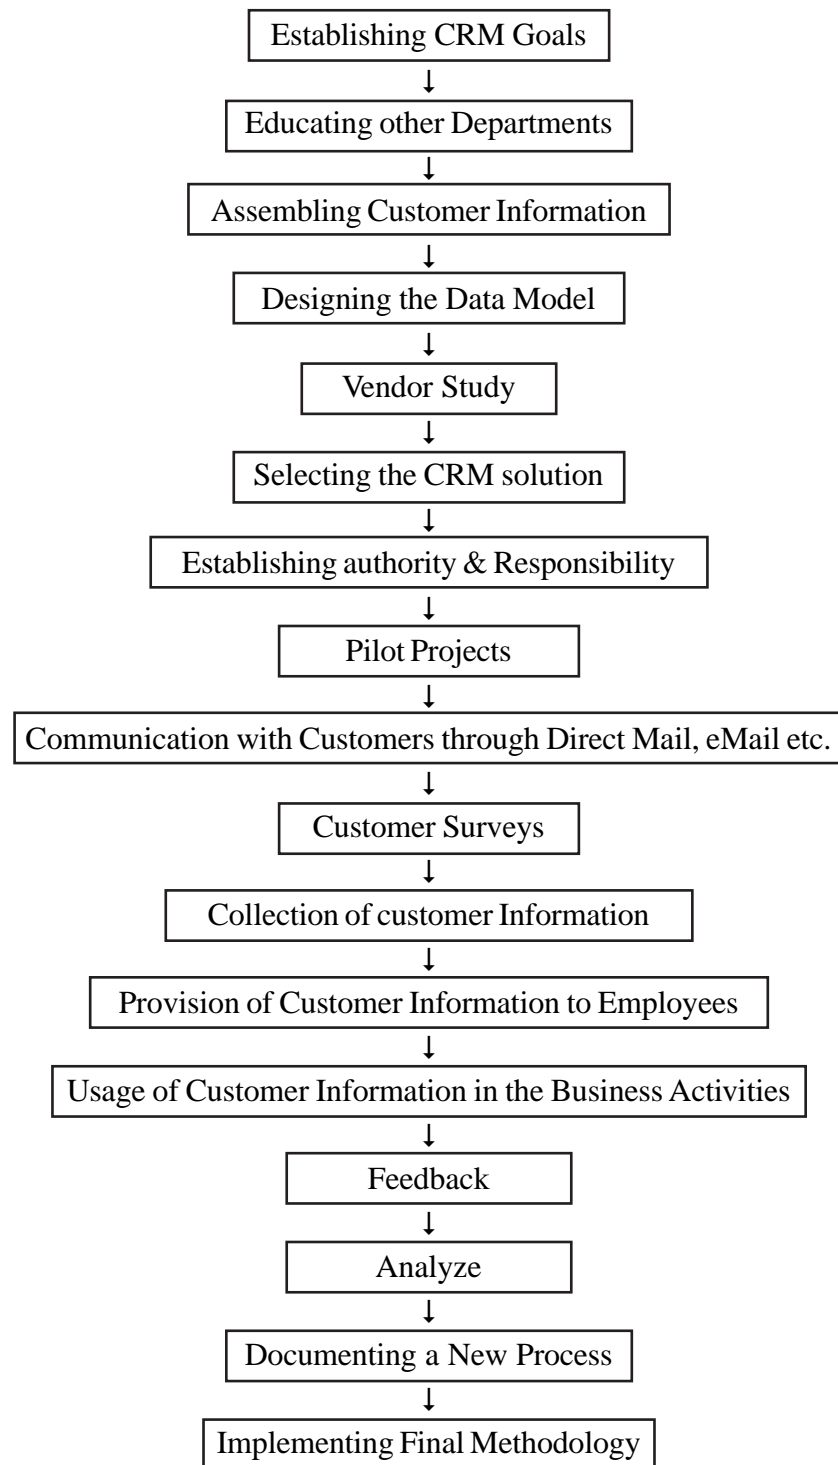 Establishing CRM Goals
Educating other Departments
Assembling Customer Information
Designing the Data Model
Vendor Study
Selecting the CRM solution
Establishing authority & Responsibility
Pilot Projects
Communication with Customers through Direct Mail, eMail etc.
Customer Surveys
Collection of customer Information
Provision of Customer Information to Employees
Usage of Customer Information in the Business Activities
Feedback
Analyze
Documenting a New Process
Implementing Final Methodology